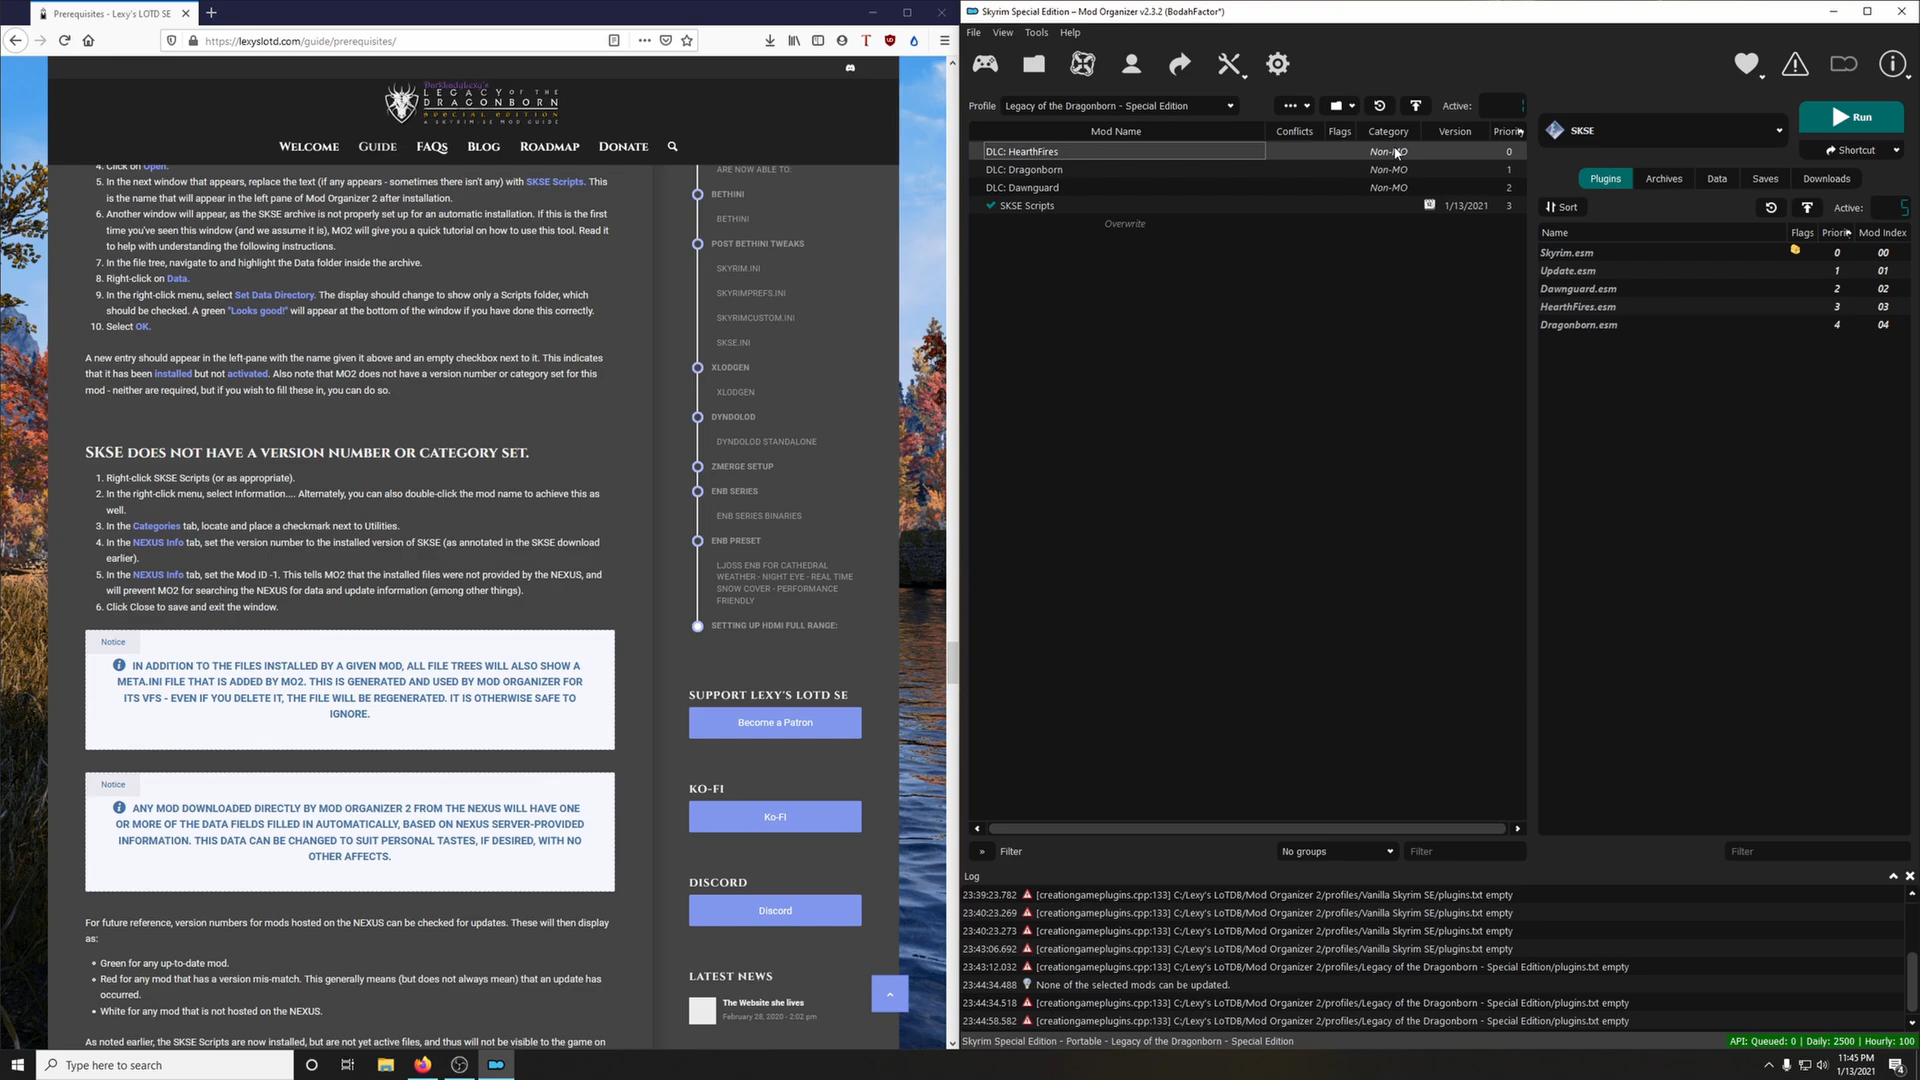 Prerequisites - Lexy's LOTD SE
https://lexyslotd.com/guide/prerequisites/
DarkladyLexy's
LEGACY OF THE
DRAGONBORN
SPECIAL EDITION
A SKYRIM:SE MOD GUIDE
WELCOME
GUIDE
FAQs
BLOG
ROADMAP
DONATE
4. Click on Open.
5. In the next window that appears, replace the text (if any appears - sometimes there isn't any) with SKSE Scripts. This
is the name that will appear in the left pane of Mod Organizer 2 after installation.
6. Another window will appear, as the SKSE archive is not properly set up for an automatic installation. If this is the first
time you've seen this window (and we assume it is), MO2 will give you a quick tutorial on how to use this tool. Read it
to help with understanding the following instructions.
7. In the file tree, navigate to and highlight the Data folder inside the archive.
8. Right-click on Data.
9. In the right-click menu, select Set Data Directory. The display should change to show only a Scripts folder, which
should be checked. A green "Looks good!" will appear at the bottom of the window if you have done this correctly.
10. Select OK.
A new entry should appear in the left-pane with the name given it above and an empty checkbox next to it. This indicates
that it has been installed but not activated. Also note that MO2 does not have a version number or category set for this
mod - neither are required, but if you wish to fill these in, you can do so.
SKSE DOES NOT HAVE A VERSION NUMBER OR CATEGORY SET.
1. Right-click SKSE Scripts (or as appropriate).
2. In the right-click menu, select Information.... Alternately, you can also double-click the mod name to achieve this as
well.
3. In the Categories tab, locate and place a checkmark next to Utilities.
4. In the NEXUS Info tab, set the version number to the installed version of SKSE (as annotated in the SKSE download
earlier).
5. In the NEXUS Info tab, set the Mod ID -1. This tells MO2 that the installed files were not provided by the NEXUS, and
will prevent MO2 for searching the NEXUS for data and update information (among other things).
6. Click Close to save and exit the window.
Notice
IN ADDITION TO THE FILES INSTALLED BY A GIVEN MOD, ALL FILE TREES WILL ALSO SHOW A
META.INI FILE THAT IS ADDED BY MO2. THIS IS GENERATED AND USED BY MOD ORGANIZER FOR
ITS VFS - EVEN IF YOU DELETE IT, THE FILE WILL BE REGENERATED. IT IS OTHERWISE SAFE TO
IGNORE.
Notice
ANY MOD DOWNLOADED DIRECTLY BY MOD ORGANIZER 2 FROM THE NEXUS WILL HAVE ONE
OR MORE OF THE DATA FIELDS FILLED IN AUTOMATICALLY, BASED ON NEXUS SERVER-PROVIDED
INFORMATION. THIS DATA CAN BE CHANGED TO SUIT PERSONAL TASTES, IF DESIRED, WITH NO
OTHER AFFECTS.
For future reference, version numbers for mods hosted on the NEXUS can be checked for updates. These will then display
as:
Green for any up-to-date mod.
Red for any mod that has a version mis-match. This generally means (but does not always mean) that an update has
occurred.
White for any mod that is not hosted on the NEXUS.
As noted earlier, the SKSE Scripts are now installed, but are not yet active files, and thus will not be visible to the game on
ARE NOW ABLE TO:
BETHINI
BETHINI
POST BETHINI TWEAKS
SKYRIM.INI
SKYRIMPREFS.INI
SKYRIMCUSTOM.INI
SKSE.INI
XLODGEN
XLODGEN
DYNDOLOD
DYNDOLOD STANDALONE
ZMERGE SETUP
ENB SERIES
ENB SERIES BINARIES
ENB PRESET
LJOSS ENB FOR CATHEDRAL
WEATHER - NIGHT EYE - REAL TIME
SNOW COVER - PERFORMANCE
FRIENDLY
SETTING UP HDMI FULL RANGE:
SUPPORT LEXY'S LOTD SE
Become a Patron
KO-FI
Ko-FI
DISCORD
Discord
LATEST NEWS
The Website she lives
February 28, 2020 - 2:02 pm
Skyrim Special Edition – Mod Organizer v2.3.2 (BodahFactor*)
File View Tools Help
Profile Legacy of the Dragonborn - Special Edition Active:
Mod Name Conflicts Flags Category Version Priority
DLC: HearthFires Non-MO 0
DLC: Dragonborn Non-MO 1
DLC: Dawnguard Non-MO 2
SKSE Scripts 1/13/2021 3
Overwrite
» Filter No groups Filter
SKSE
Run
Shortcut
Plugins Archives Data Saves Downloads
Sort Active: 5
Name Flags Priority Mod Index
Skyrim.esm 0 00
Update.esm 1 01
Dawnguard.esm 2 02
HearthFires.esm 3 03
Dragonborn.esm 4 04
Filter
Log
23:39:23.782 [creationgameplugins.cpp:133] C:/Lexy's LoTDB/Mod Organizer 2/profiles/Vanilla Skyrim SE/plugins.txt empty
23:40:23.269 [creationgameplugins.cpp:133] C:/Lexy's LoTDB/Mod Organizer 2/profiles/Vanilla Skyrim SE/plugins.txt empty
23:40:23.273 [creationgameplugins.cpp:133] C:/Lexy's LoTDB/Mod Organizer 2/profiles/Vanilla Skyrim SE/plugins.txt empty
23:43:06.692 [creationgameplugins.cpp:133] C:/Lexy's LoTDB/Mod Organizer 2/profiles/Vanilla Skyrim SE/plugins.txt empty
23:43:12.032 [creationgameplugins.cpp:133] C:/Lexy's LoTDB/Mod Organizer 2/profiles/Legacy of the Dragonborn - Special Edition/plugins.txt empty
23:44:34.488 None of the selected mods can be updated.
23:44:34.518 [creationgameplugins.cpp:133] C:/Lexy's LoTDB/Mod Organizer 2/profiles/Legacy of the Dragonborn - Special Edition/plugins.txt empty
23:44:58.582 [creationgameplugins.cpp:133] C:/Lexy's LoTDB/Mod Organizer 2/profiles/Legacy of the Dragonborn - Special Edition/plugins.txt empty
Skyrim Special Edition - Portable - Legacy of the Dragonborn - Special Edition
API: Queued: 0 | Daily: 2500 | Hourly: 100
Type here to search
11:45 PM
1/13/2021
4